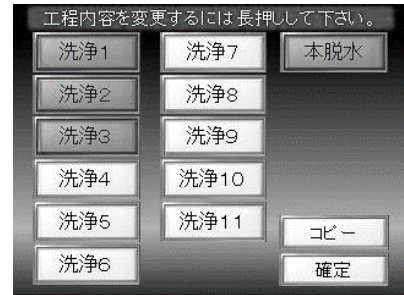 工程内容を変更するには長押しして下さい。
洗浄1
洗浄2
洗浄3
洗浄4
洗浄5
洗浄6
洗浄7
洗浄8
洗浄9
洗浄10
洗浄11
本脱水
コピー
確定